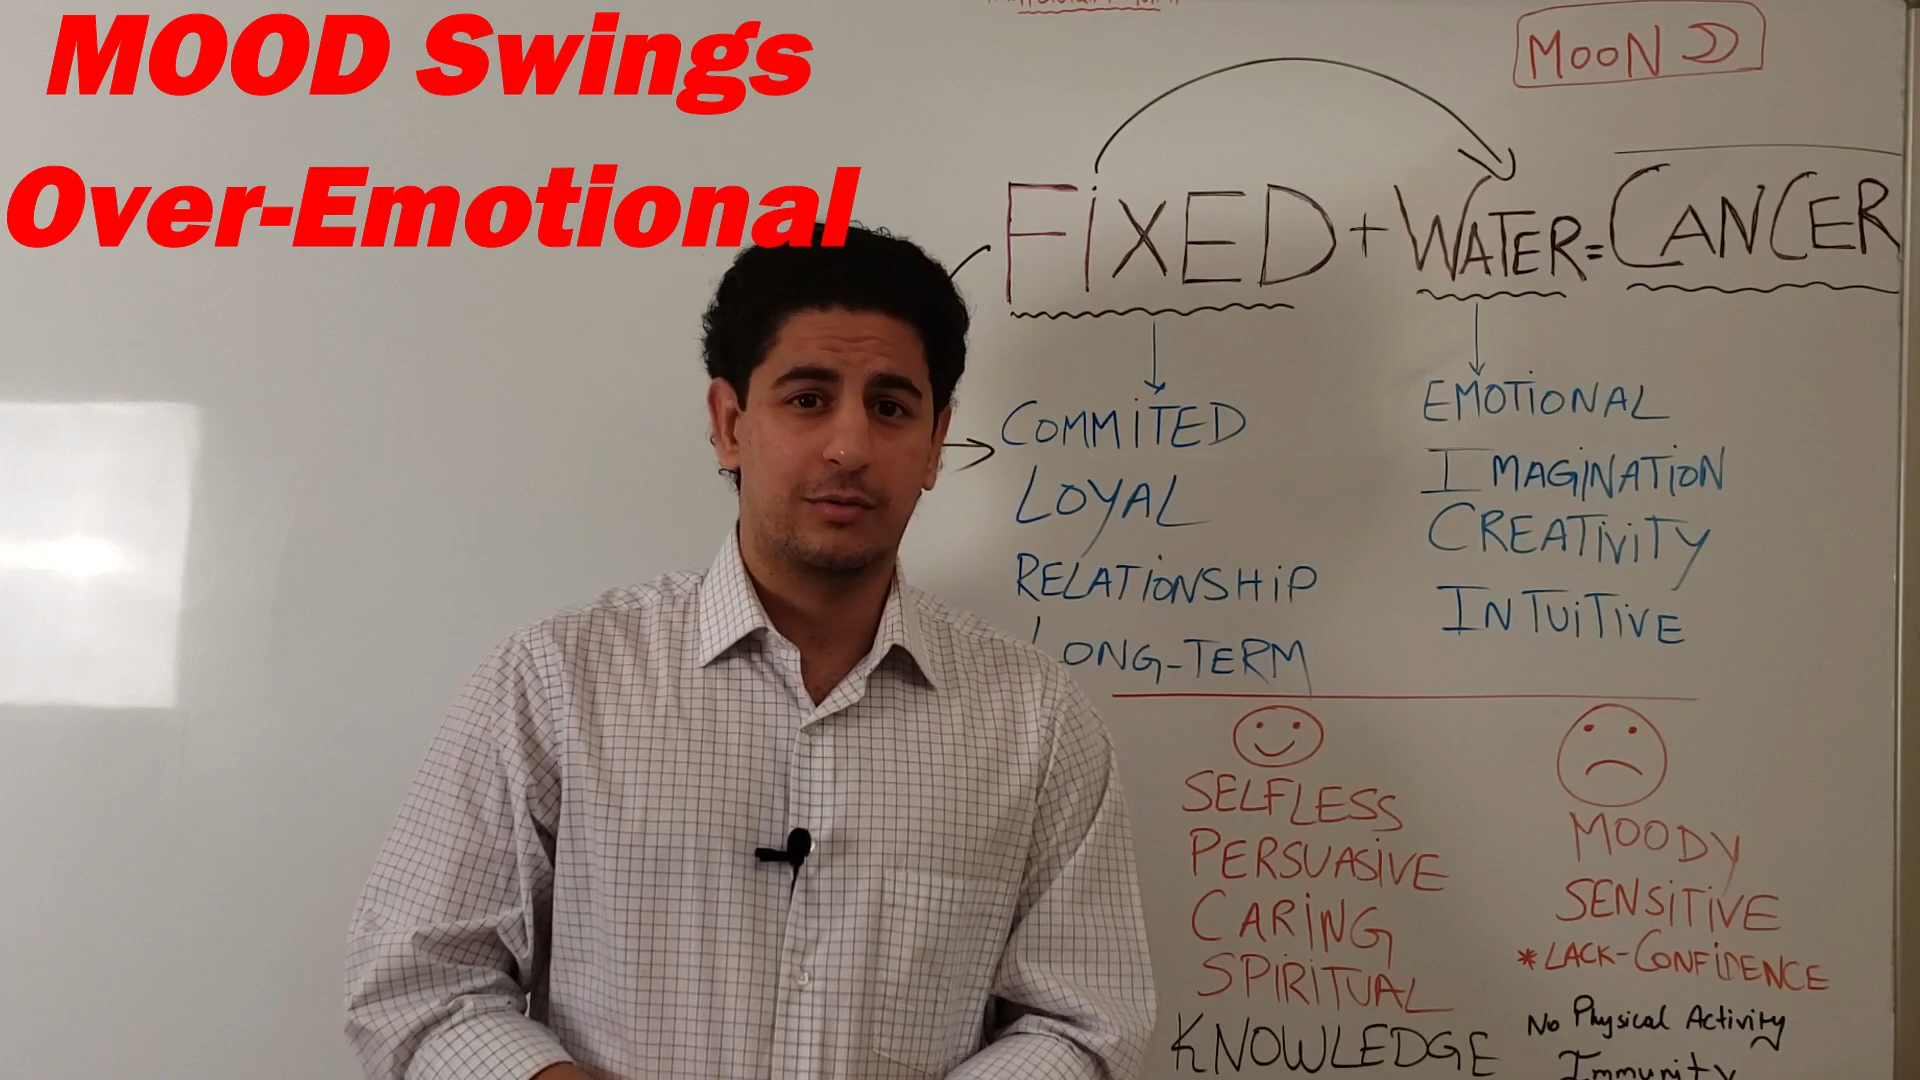 MOOD Swings
Over-Emotional
MOON
FiXED + WATER = CANCER
COMMiTED
LOYAL
RELATiONSHiP
LONG-TERM
EMOTiONAL
IMAGiNATiON
CREATiViTY
INTUiTiVE
SELFLESS
PERSUASiVE
CARiNG
SPiRiTUAL
KNOWLEDGE
MOODY
SENSiTiVE
*LACK-CONFiDENCE
No Physical Activity
Immunity